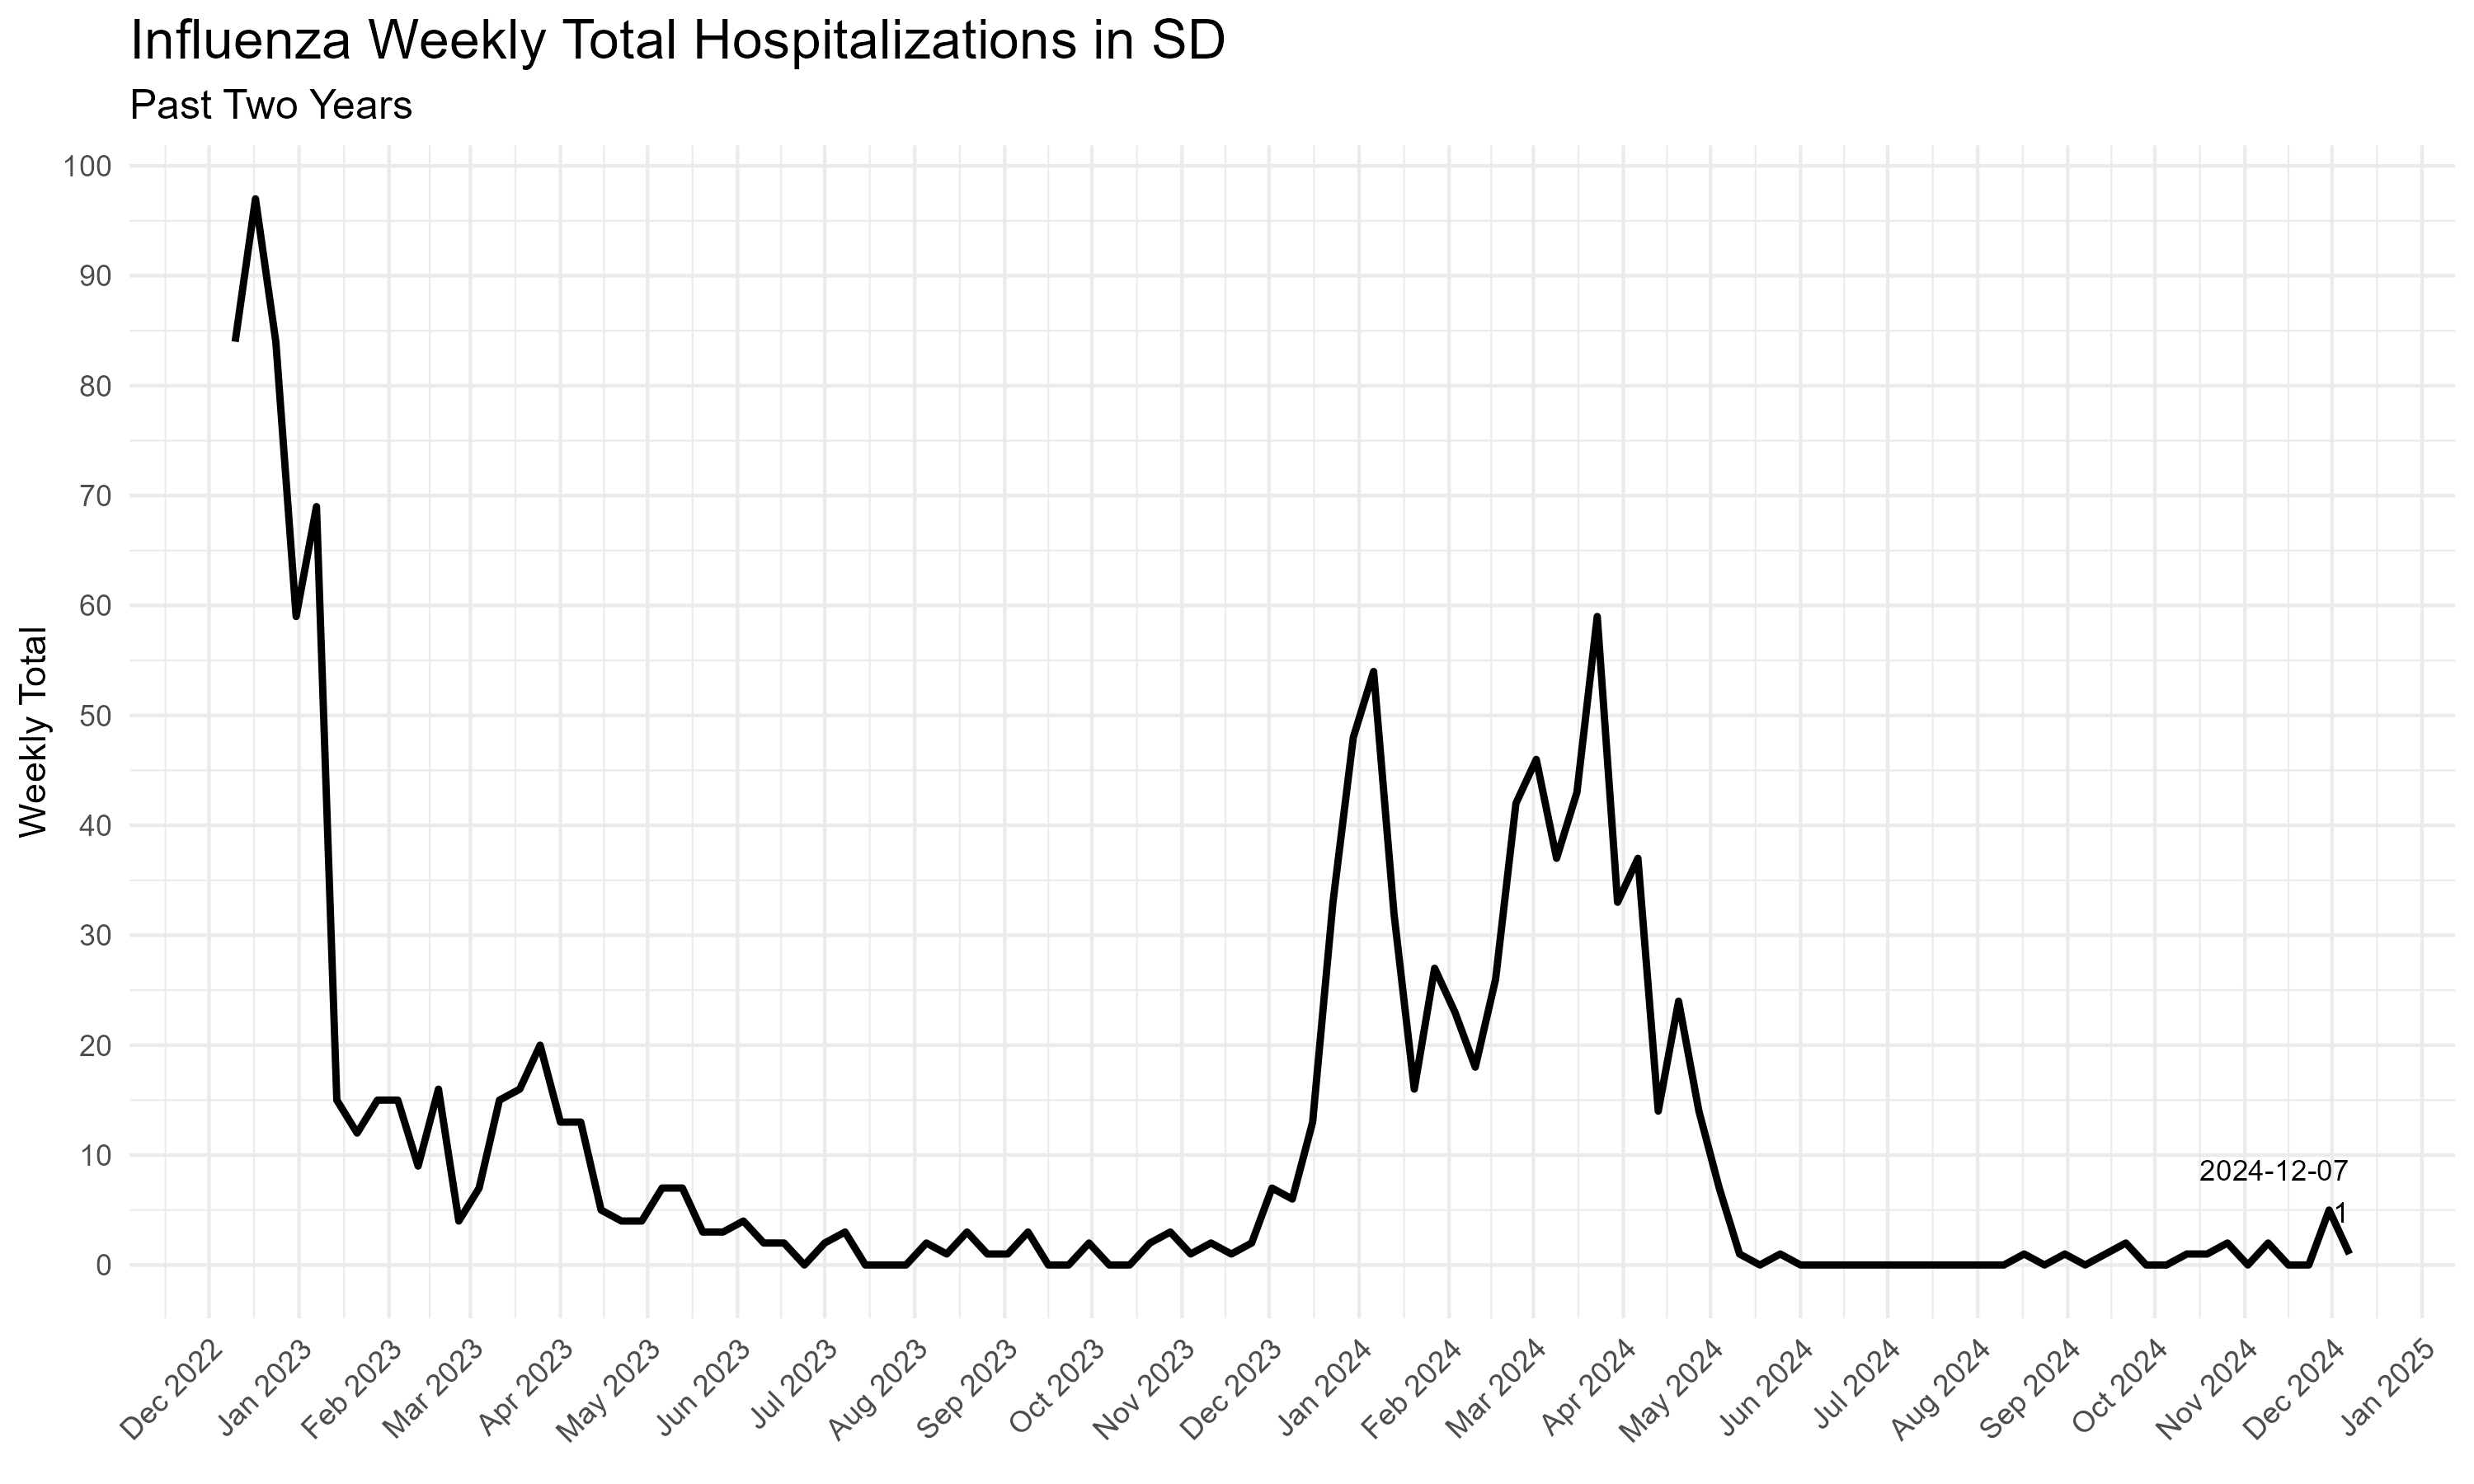 Influenza Weekly Total Hospitalizations in SD
Past Two Years
Weekly Total
100
90
80
70
60
50
40
30
20
10
0
2024-12-07
1
Dec 2022
Jan 2023
Feb 2023
Mar 2023
Apr 2023
May 2023
Jun 2023
Jul 2023
Aug 2023
Sep 2023
Oct 2023
Nov 2023
Dec 2023
Jan 2024
Feb 2024
Mar 2024
Apr 2024
May 2024
Jun 2024
Jul 2024
Aug 2024
Sep 2024
Oct 2024
Nov 2024
Dec 2024
Jan 2025